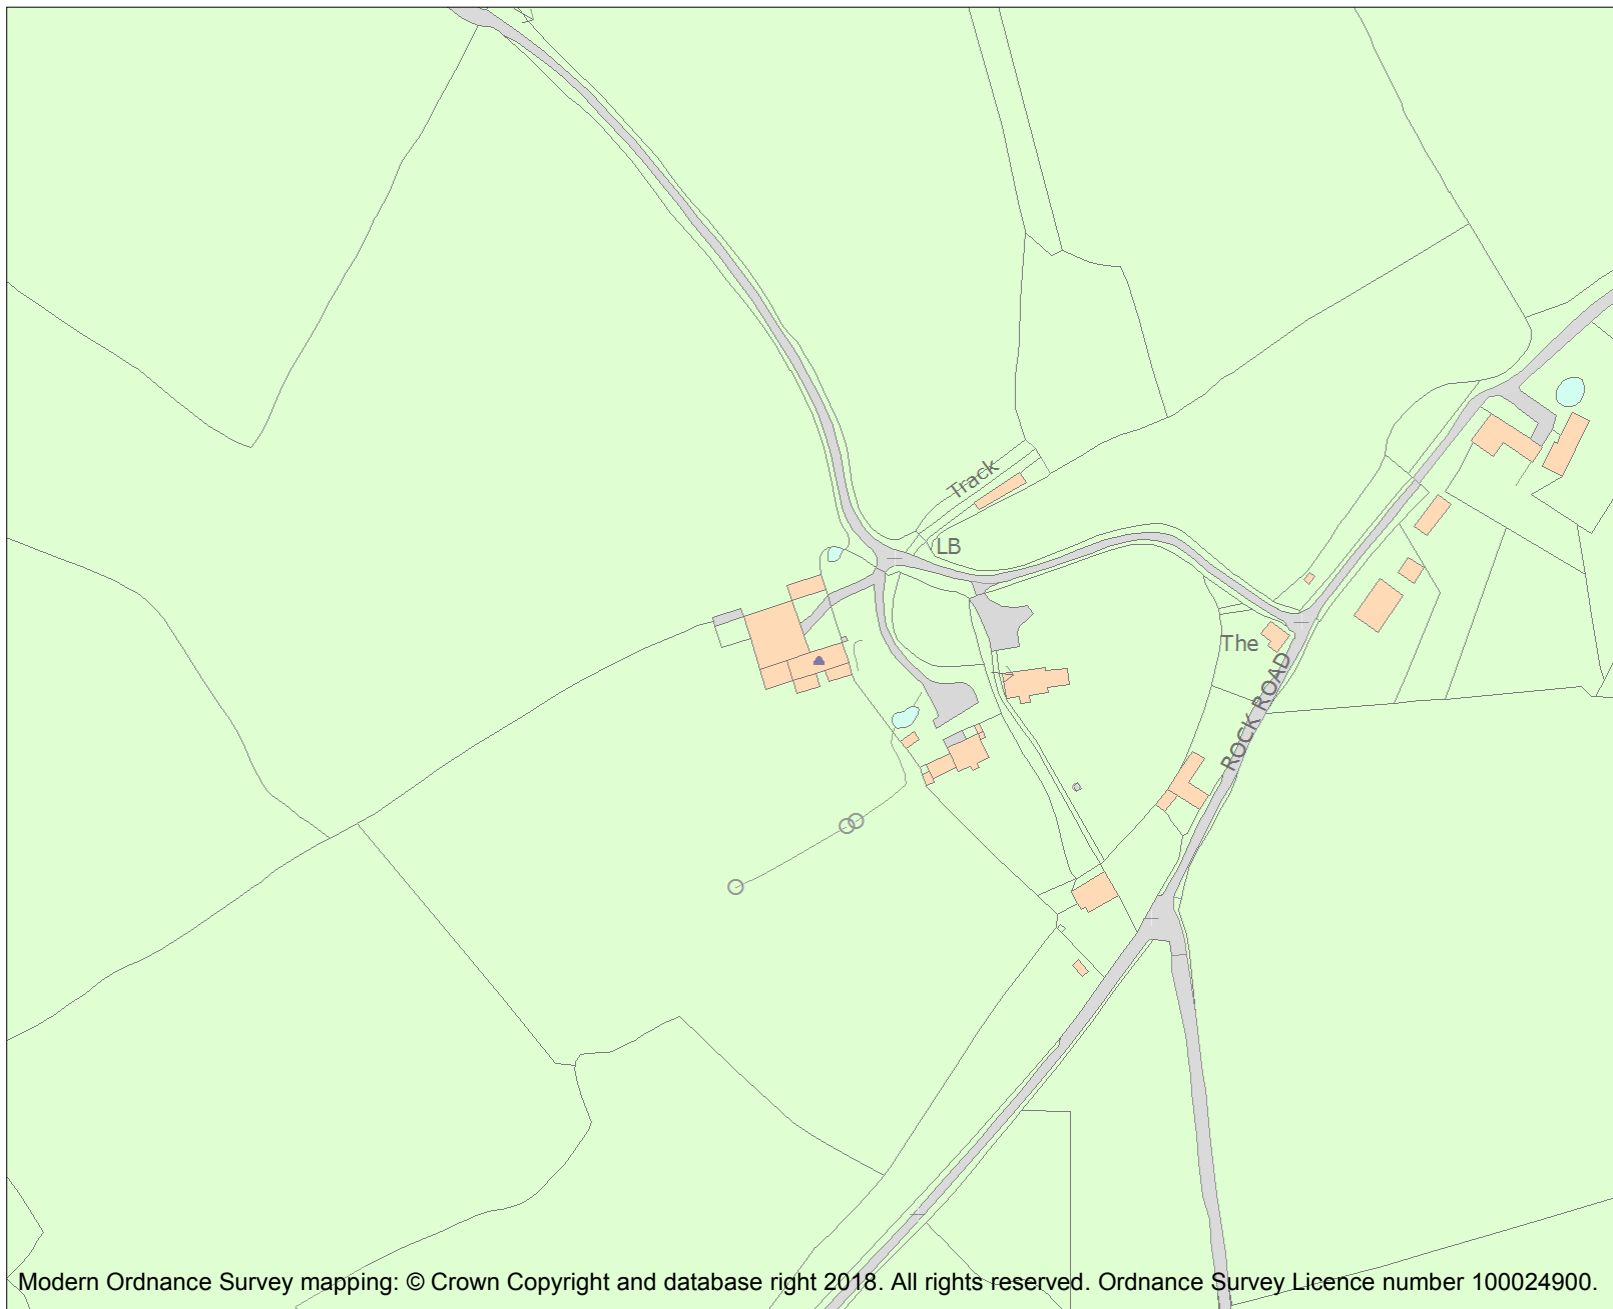 Track
LB
The
ROCK ROAD
Modern Ordnance Survey mapping: © Crown Copyright and database right 2018. All rights reserved. Ordnance Survey Licence number 100024900.